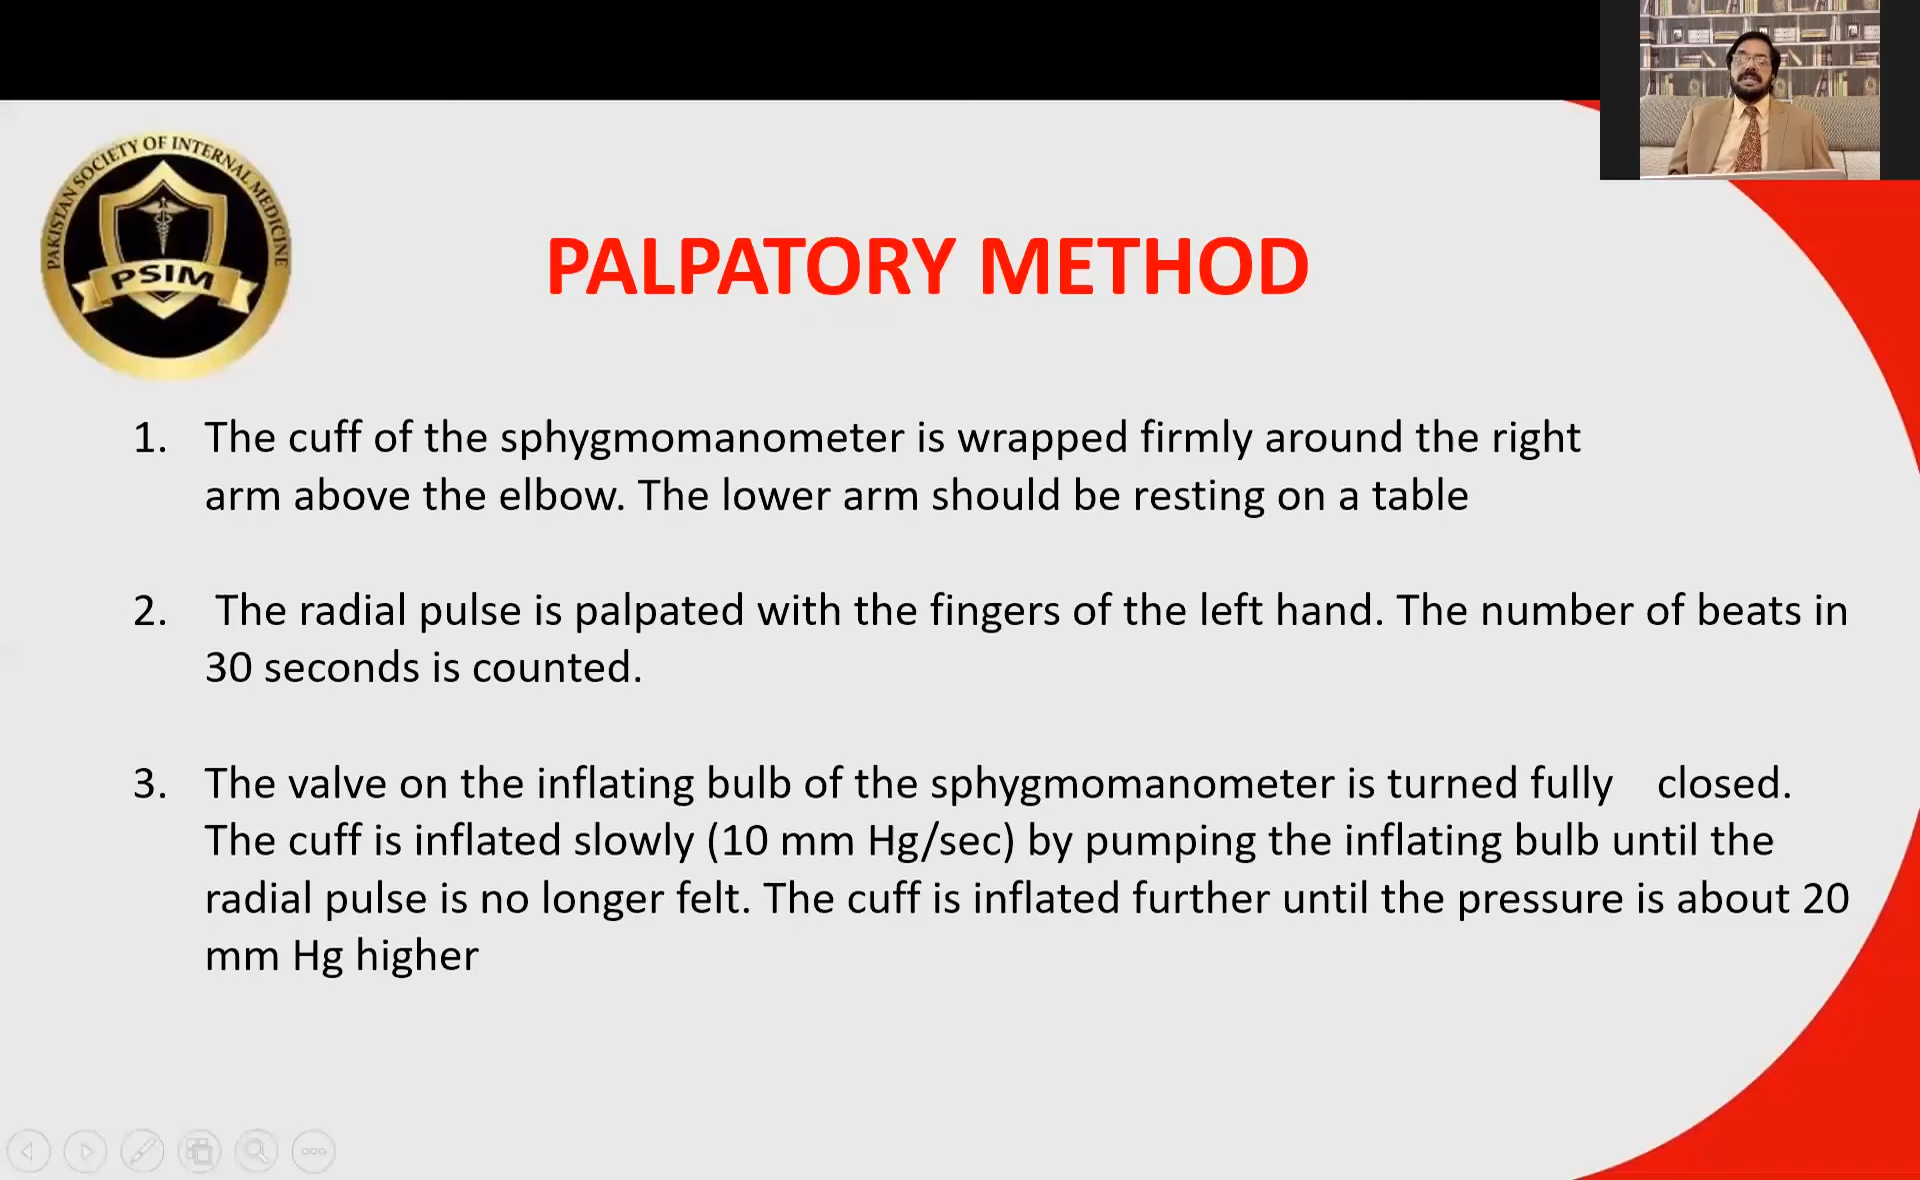 PAKISTAN SOCIETY OF INTERNAL MEDICINE
PSIM
PALPATORY METHOD
1. The cuff of the sphygmomanometer is wrapped firmly around the right
arm above the elbow. The lower arm should be resting on a table
2. The radial pulse is palpated with the fingers of the left hand. The number of beats in
30 seconds is counted.
3. The valve on the inflating bulb of the sphygmomanometer is turned fully closed.
The cuff is inflated slowly (10 mm Hg/sec) by pumping the inflating bulb until the
radial pulse is no longer felt. The cuff is inflated further until the pressure is about 20
mm Hg higher